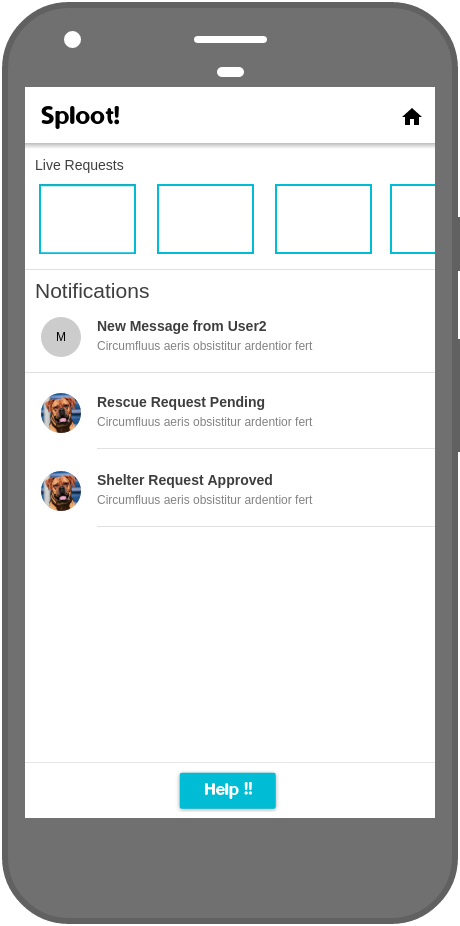 Sploot!
Live Requests
Notifications
M
New Message from User2
Circumfluus aeris obsistitur ardentior fert
Rescue Request Pending
Circumfluus aeris obsistitur ardentior fert
Shelter Request Approved
Circumfluus aeris obsistitur ardentior fert
Help !!